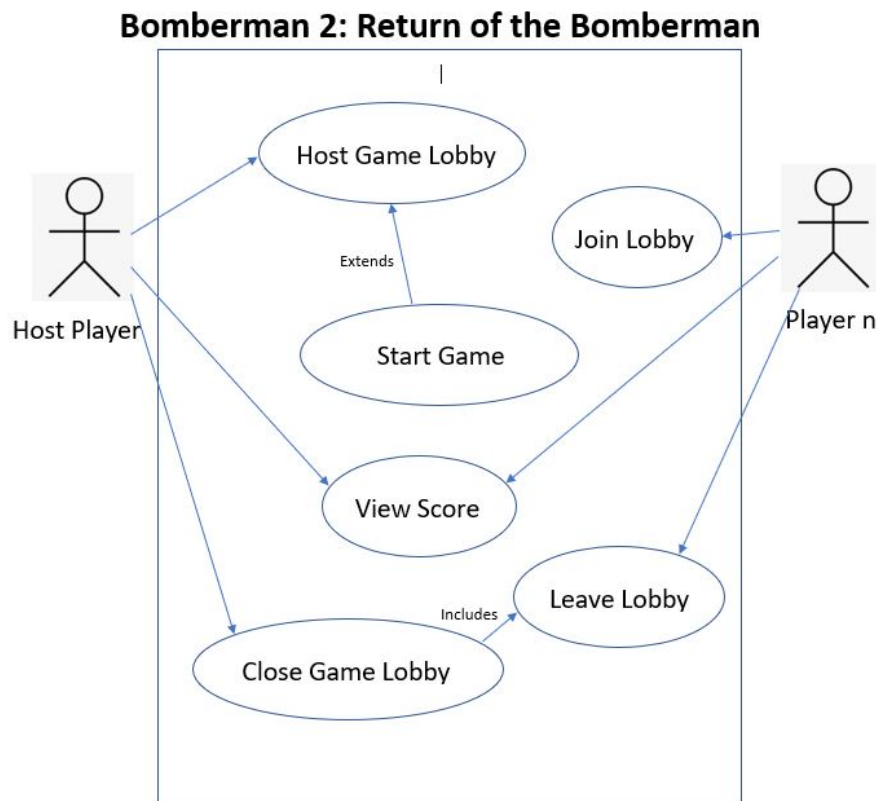 Bomberman 2: Return of the Bomberman
Host Game Lobby
Join Lobby
Extends
Host Player
Player n
Start Game
View Score
Leave Lobby
Includes
Close Game Lobby